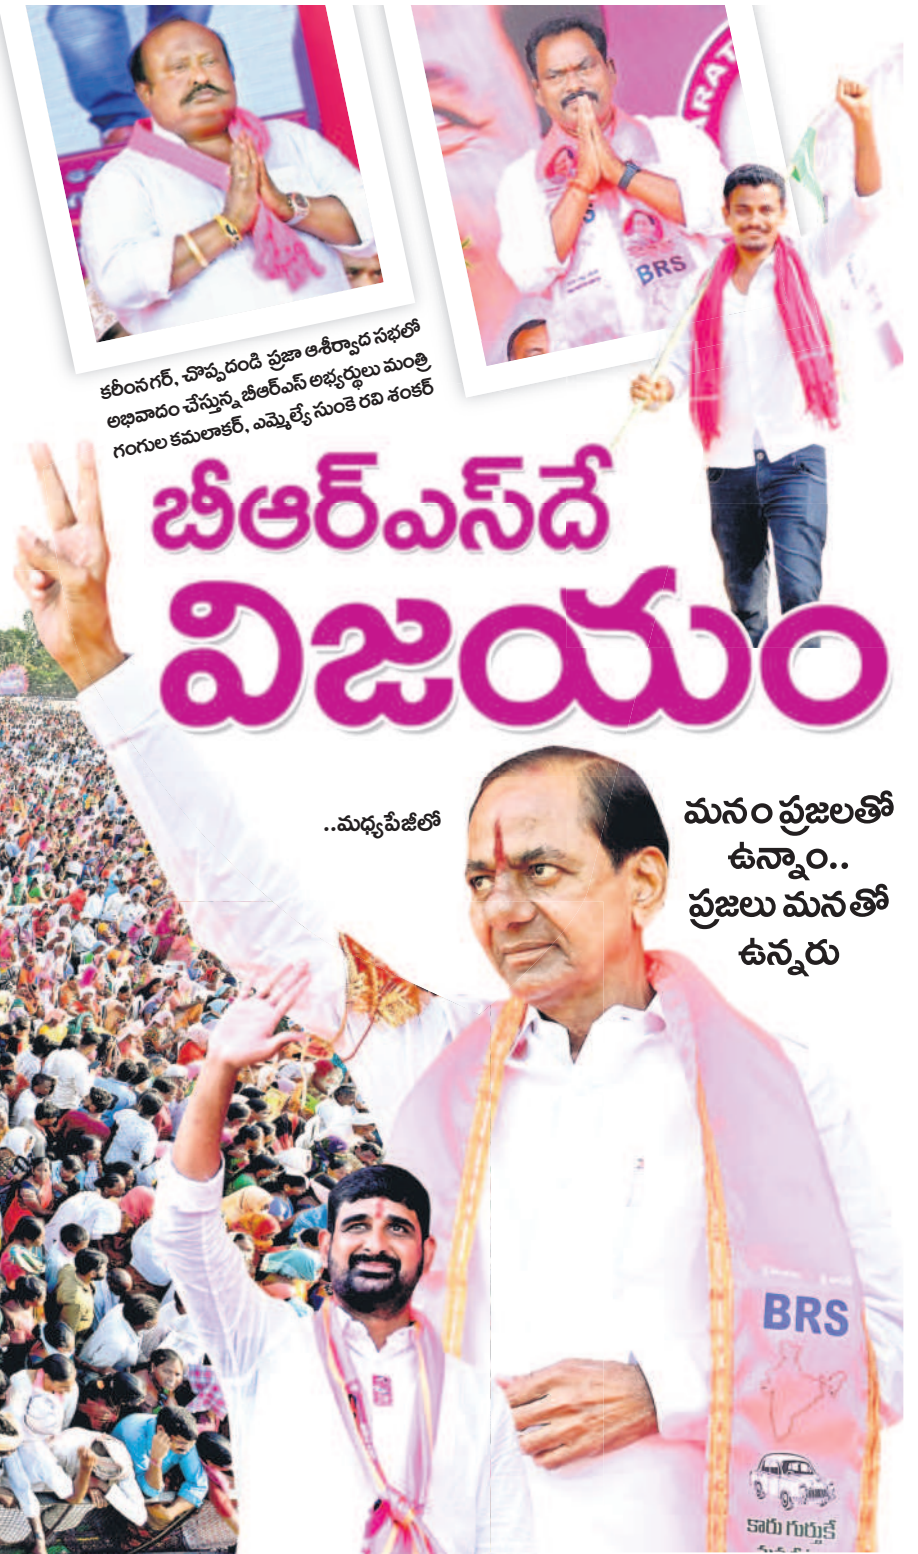 RAT
BRS
కరీంనగర్, చొప్పదండి ప్రజా ఆశీర్వాద సభలో
అభివాదం చేస్తున్న బీఆర్ఎస్ అభ్యర్థులు మంత్రి
గంగుల కమలాకర్, ఎమ్మెల్యే సుంకె రవి శంకర్
బీఆర్ఎస్‌దే
విజయం
..మధ్యపేజీలో
మనం ప్రజలతో
ఉన్నాం..
ప్రజలు మనతో
ఉన్నరు
BRS
కారు గుర్తుకే